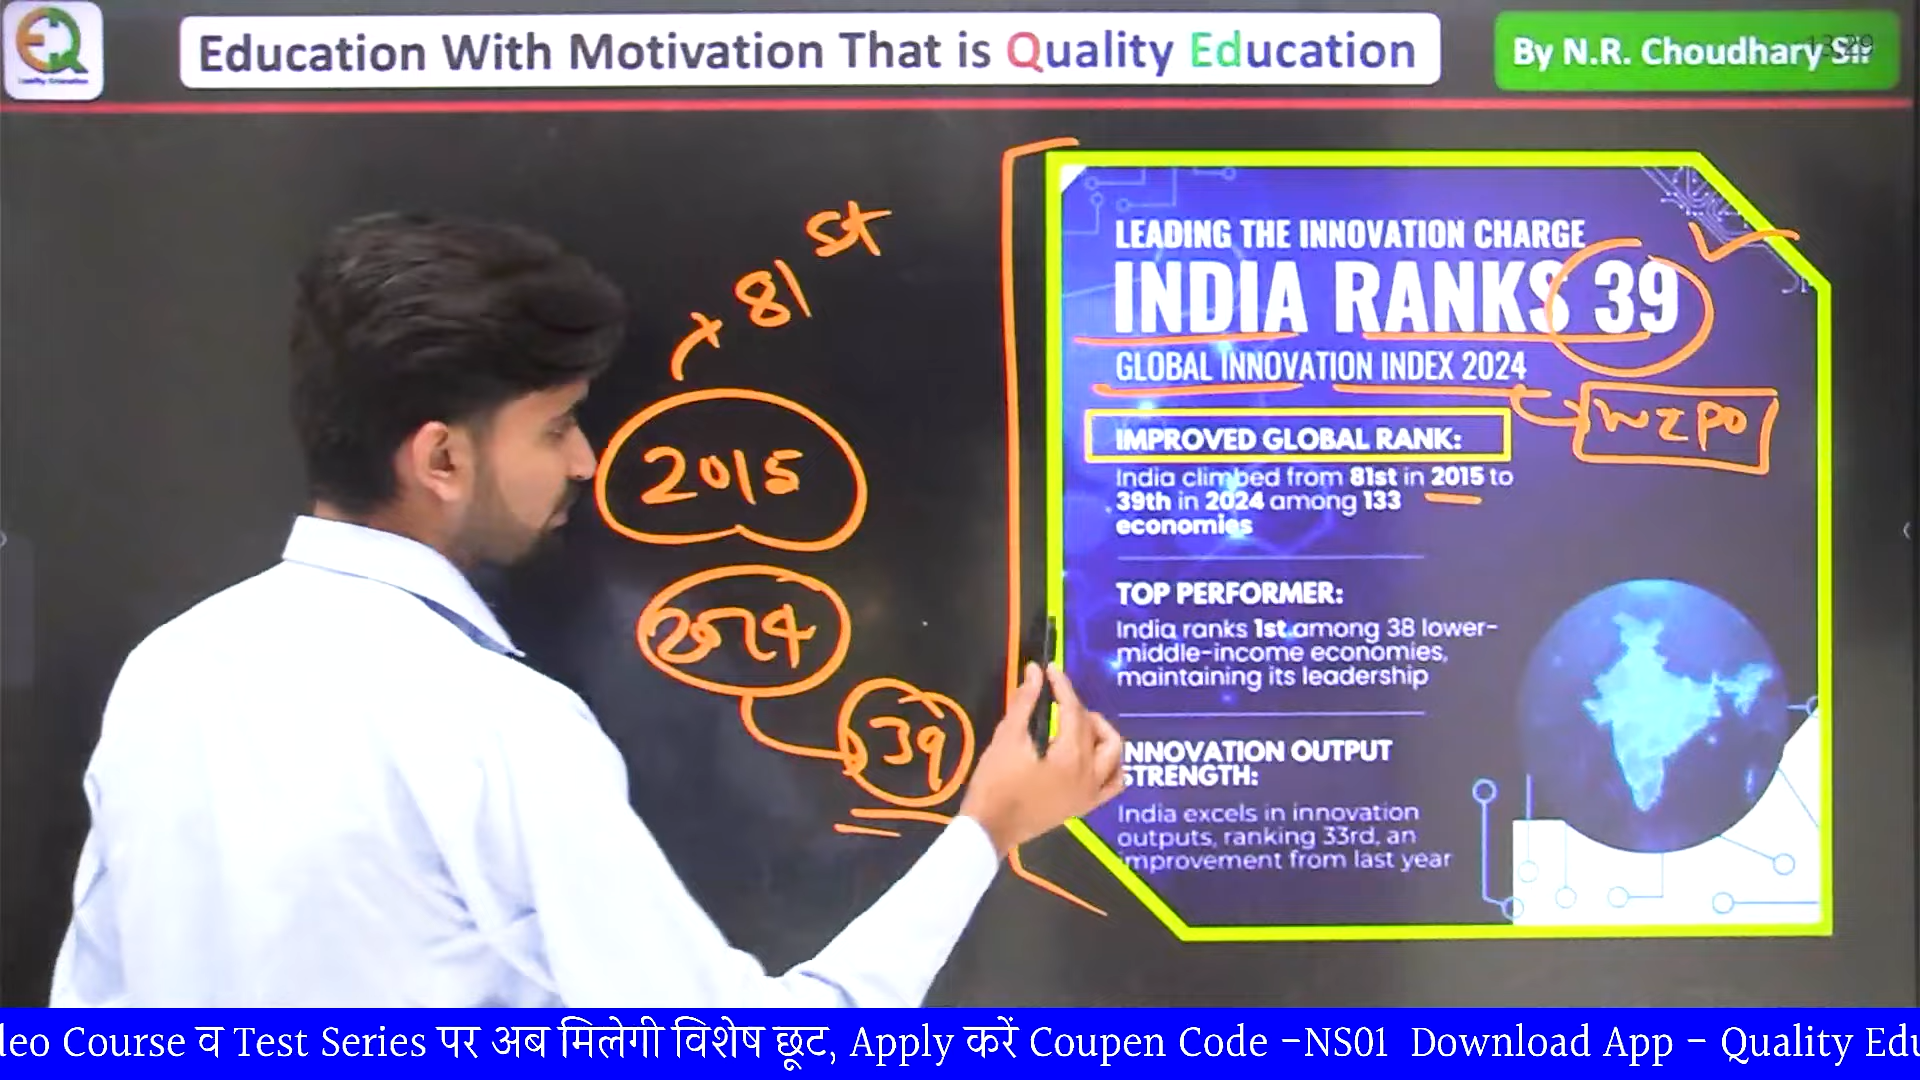 Education With Motivation That is Quality Education
By N.R. Choudhary Sir
13:29
LEADING THE INNOVATION CHARGE
INDIA RANKS 39
GLOBAL INNOVATION INDEX 2024
WIPO
IMPROVED GLOBAL RANK:
India climbed from 81st in 2015 to
39th in 2024 among 133
economies
TOP PERFORMER:
India ranks 1st among 38 lower-
middle-income economies,
maintaining its leadership
INNOVATION OUTPUT
STRENGTH:
India excels in innovation
outputs, ranking 33rd, an
improvement from last year
81st
2015
2024
39
leo Course व Test Series पर अब मिलेगी विशेष छूट, Apply करें Coupen Code -NS01 Download App - Quality Edu